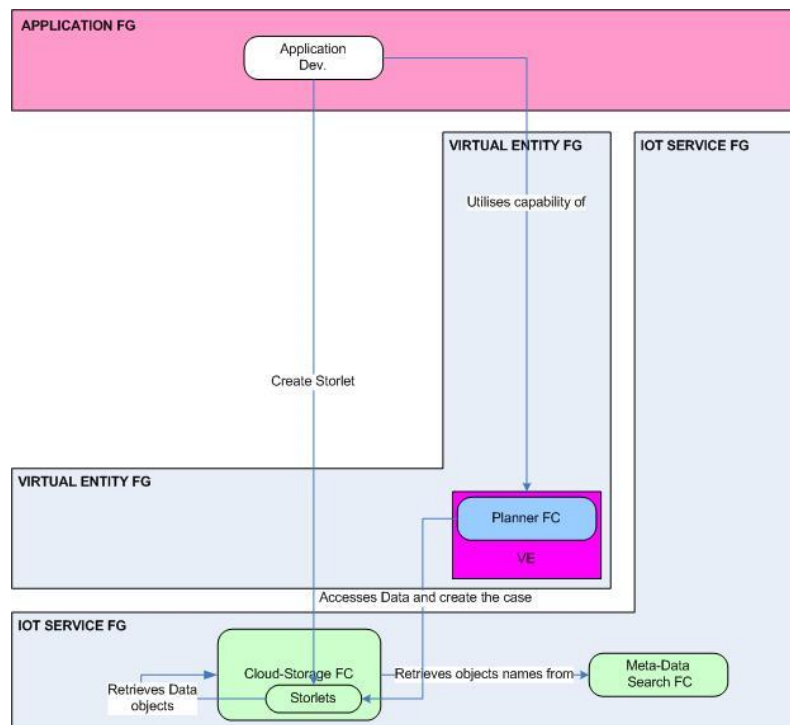 APPLICATION FG
Application
Dev.
VIRTUAL ENTITY FG
IOT SERVICE FG
Utilises capability of
Create Storlet
VIRTUAL ENTITY FG
Planner FC
VE
Accesses Data and create the case
IOT SERVICE FG
Cloud-Storage FC
Retrieves objects names from
Meta-Data
Search FC
Retrieves Data
objects
Storlets